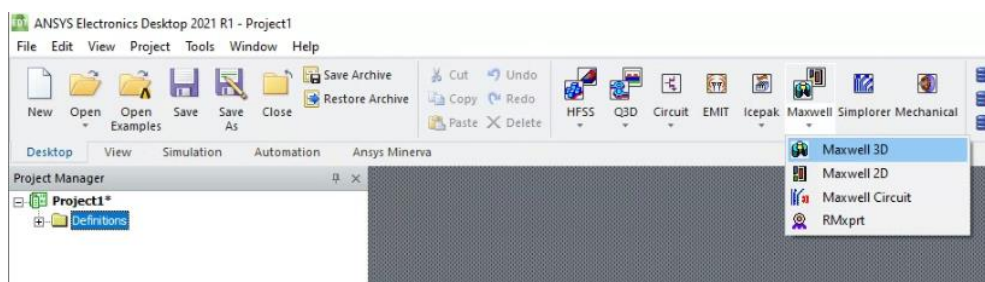 EDT ANSYS Electronics Desktop 2021 R1 - Project1
File Edit View Project Tools Window Help
Save Archive
Restore Archive
Cut Undo
Copy Redo
Paste Delete
New Open Open Examples Save Save As Close
HFSS Q3D Circuit EMIT Icepak Maxwell Simplorer Mechanical
Desktop View Simulation Automation Ansys Minerva
Maxwell 3D
Maxwell 2D
Maxwell Circuit
RMxprt
Project Manager
Project1*
Definitions